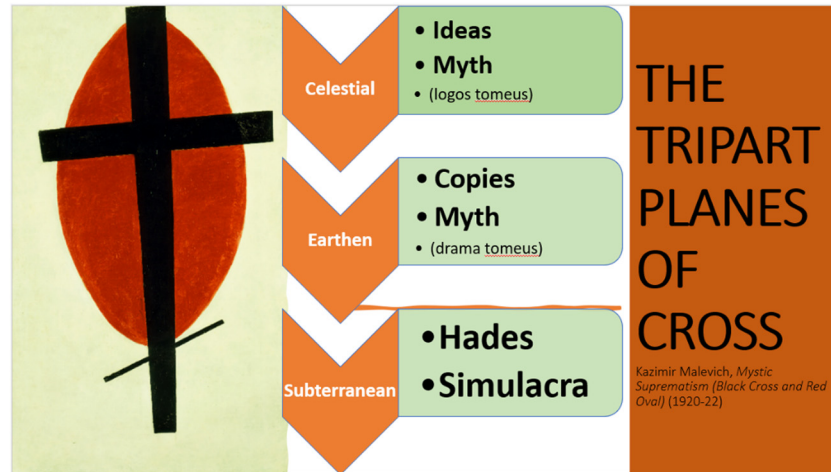 Celestial
• Ideas
• Myth
• (logos tomeus)
Earthen
• Copies
• Myth
• (drama tomeus)
Subterranean
•Hades
•Simulacra
THE
TRIPART
PLANES
OF
CROSS
Kazimir Malevich, Mystic
Suprematism (Black Cross and Red
Oval) (1920-22)